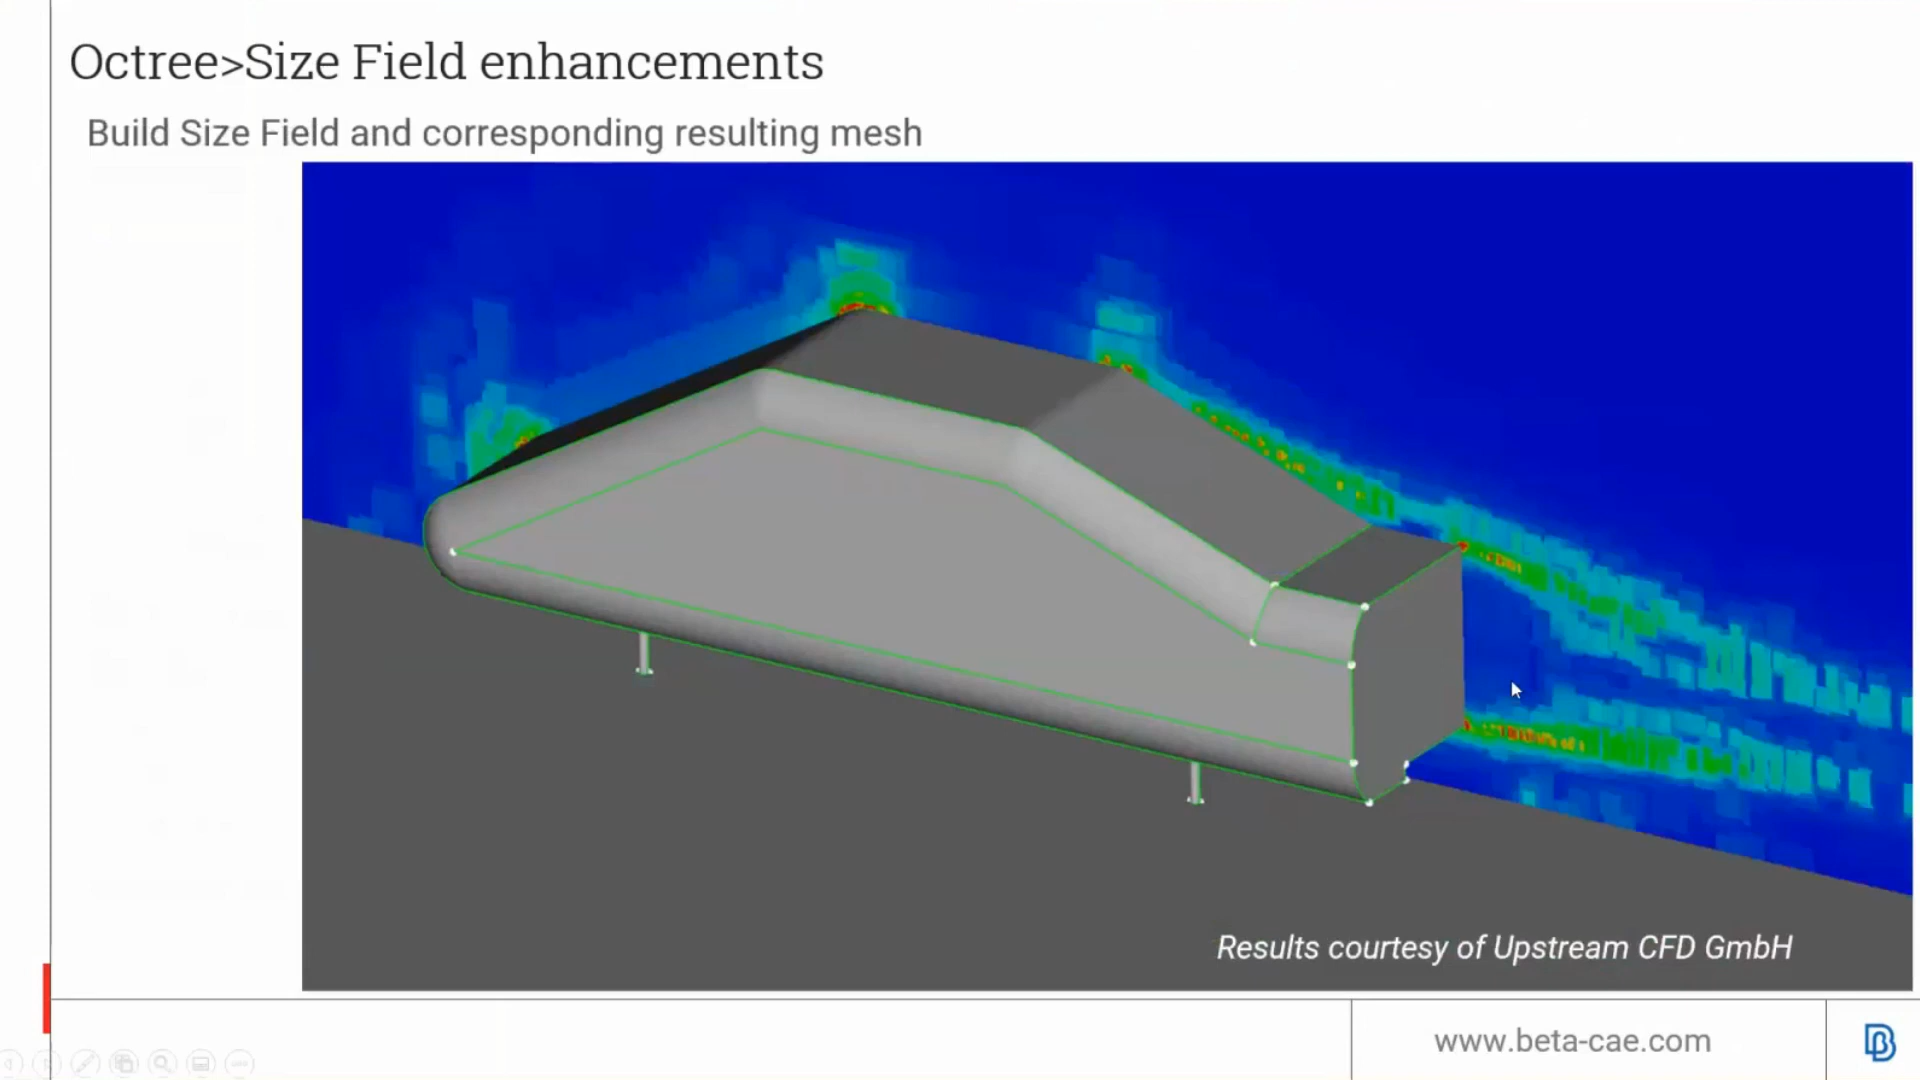 Octree>Size Field enhancements
Build Size Field and corresponding resulting mesh
Results courtesy of Upstream CFD GmbH
www.beta-cae.com